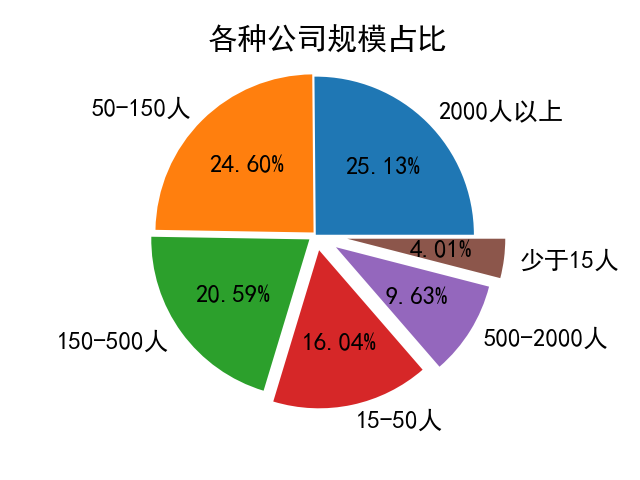 各种公司规模占比
50-150人
2000人以上
24.60%
25.13%
4.01%
少于15人
20.59%
9.63%
150-500人
16.04%
500-2000人
15-50人